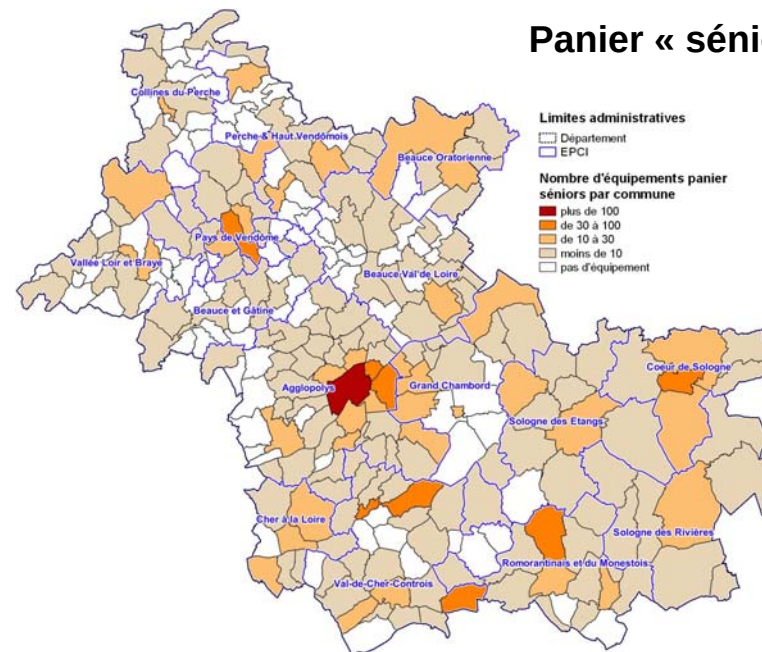 Panier « sénio
Limites administratives
Département
EPCI
Nombre d'équipements panier
séniors par commune
plus de 100
de 30 à 100
de 10 à 30
moins de 10
pas d'équipement
Collines du Perche
Perche & Haut Vendômois
Beauce Oratorienne
Pays de Vendôme
Vallée Loir et Braye
Beauce Val de Loire
Beauce et Gâtine
Agglopolys
Grand Chambord
Coeur de Sologne
Sologne des Etangs
Cher à la Loire
Sologne des Rivières
Romorantinais et du Monestois
Val-de-Cher-Controis